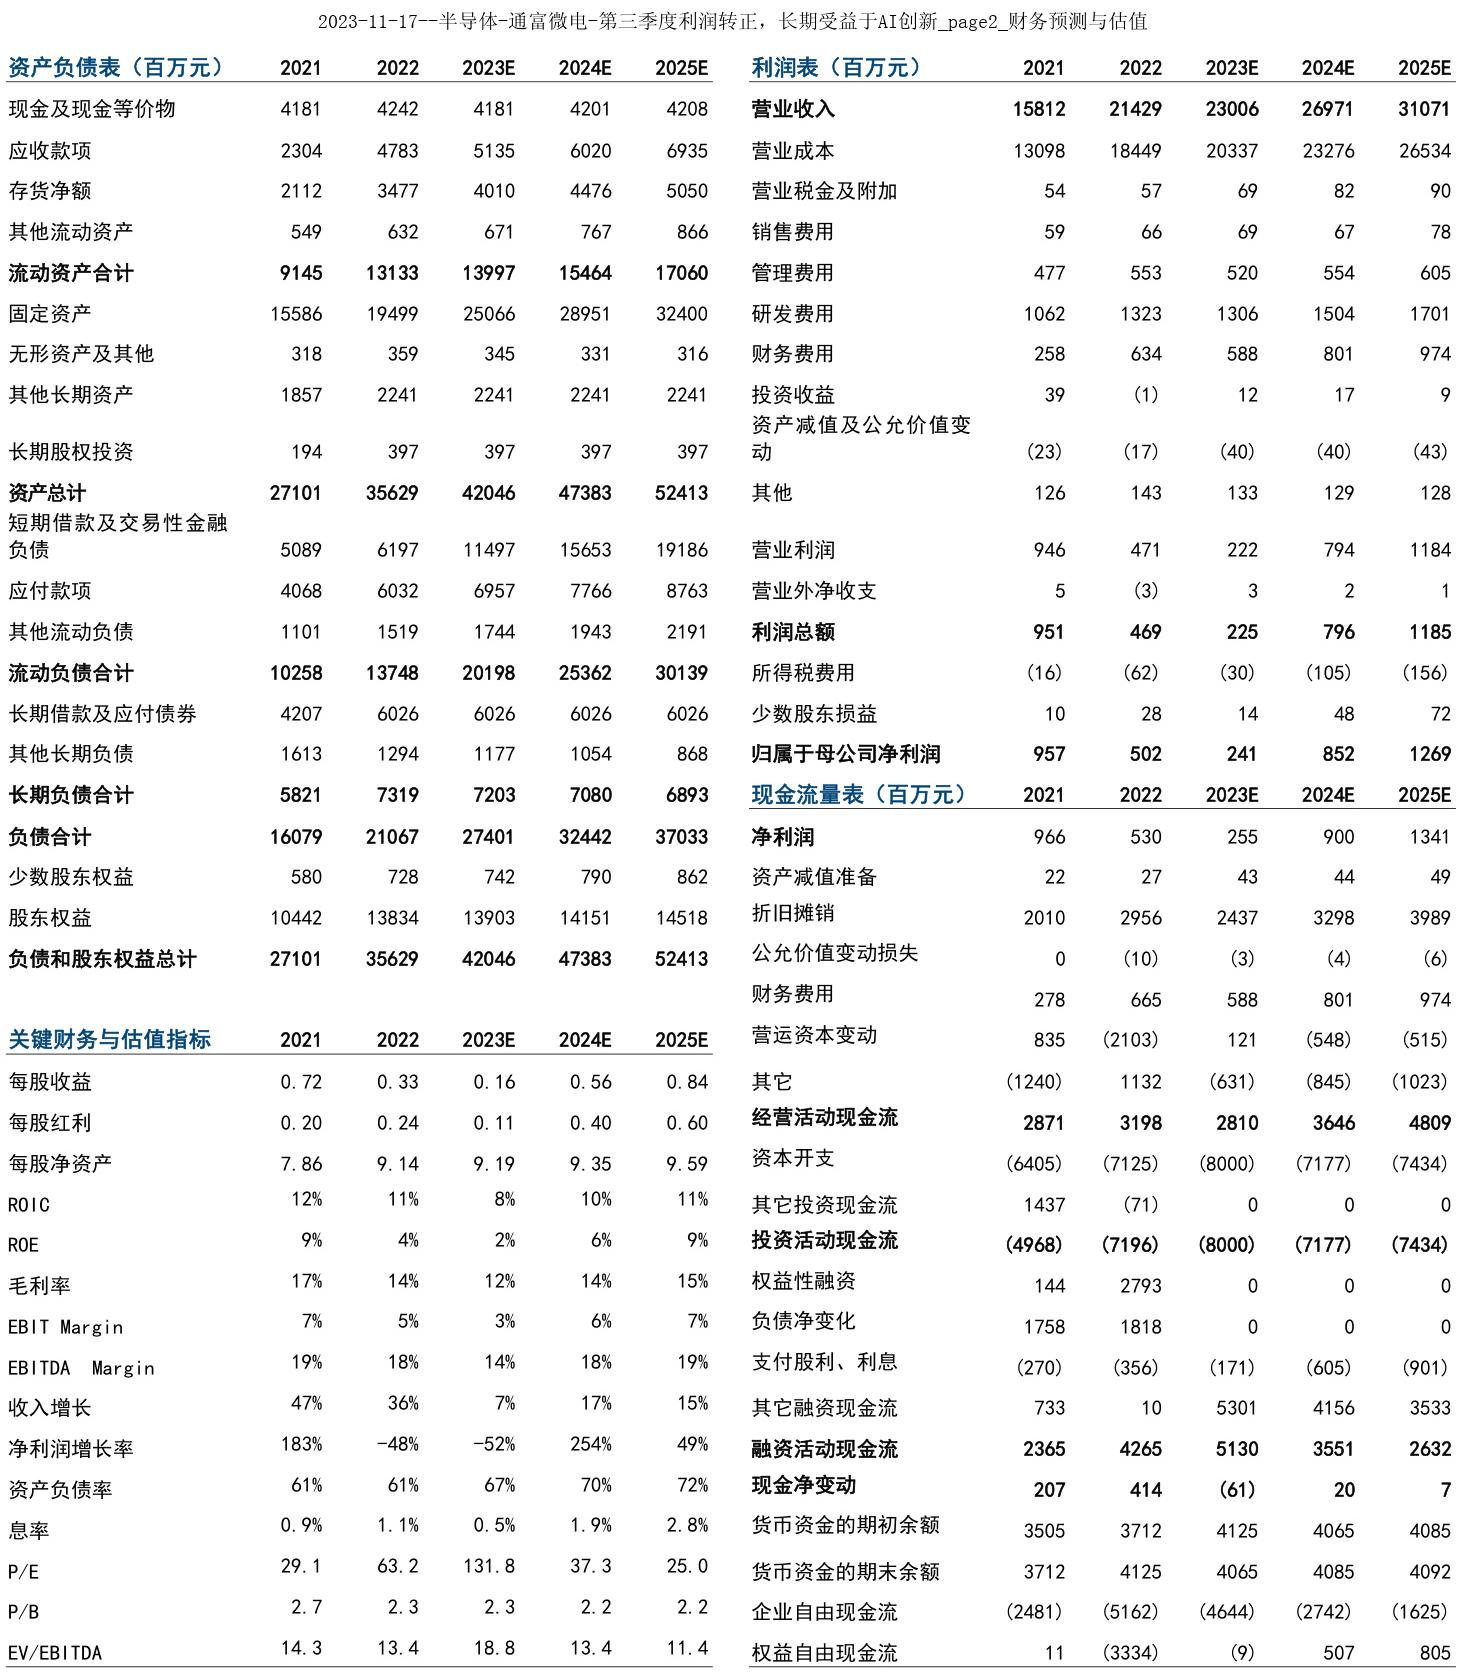 2023-11-17--半导体-通富微电-第三季度利润转正，长期受益于AI创新_page2_财务预测与估值
资产负债表（百万元） 2021 2022 2023E 2024E 2025E
现金及现金等价物 4181 4242 4181 4201 4208
应收款项 2304 4783 5135 6020 6935
存货净额 2112 3477 4010 4476 5050
其他流动资产 549 632 671 767 866
流动资产合计 9145 13133 13997 15464 17060
固定资产 15586 19499 25066 28951 32400
无形资产及其他 318 359 345 331 316
其他长期资产 1857 2241 2241 2241 2241
长期股权投资 194 397 397 397 397
资产总计 27101 35629 42046 47383 52413
短期借款及交易性金融
负债 5089 6197 11497 15653 19186
应付款项 4068 6032 6957 7766 8763
其他流动负债 1101 1519 1744 1943 2191
流动负债合计 10258 13748 20198 25362 30139
长期借款及应付债券 4207 6026 6026 6026 6026
其他长期负债 1613 1294 1177 1054 868
长期负债合计 5821 7319 7203 7080 6893
负债合计 16079 21067 27401 32442 37033
少数股东权益 580 728 742 790 862
股东权益 10442 13834 13903 14151 14518
负债和股东权益总计 27101 35629 42046 47383 52413
关键财务与估值指标 2021 2022 2023E 2024E 2025E
每股收益 0.72 0.33 0.16 0.56 0.84
每股红利 0.20 0.24 0.11 0.40 0.60
每股净资产 7.86 9.14 9.19 9.35 9.59
ROIC 12% 11% 8% 10% 11%
ROE 9% 4% 2% 6% 9%
毛利率 17% 14% 12% 14% 15%
EBIT Margin 7% 5% 3% 6% 7%
EBITDA Margin 19% 18% 14% 18% 19%
收入增长 47% 36% 7% 17% 15%
净利润增长率 183% -48% -52% 254% 49%
资产负债率 61% 61% 67% 70% 72%
息率 0.9% 1.1% 0.5% 1.9% 2.8%
P/E 29.1 63.2 131.8 37.3 25.0
P/B 2.7 2.3 2.3 2.2 2.2
EV/EBITDA 14.3 13.4 18.8 13.4 11.4
利润表（百万元） 2021 2022 2023E 2024E 2025E
营业收入 15812 21429 23006 26971 31071
营业成本 13098 18449 20337 23276 26534
营业税金及附加 54 57 69 82 90
销售费用 59 66 69 67 78
管理费用 477 553 520 554 605
研发费用 1062 1323 1306 1504 1701
财务费用 258 634 588 801 974
投资收益 39 (1) 12 17 9
资产减值及公允价值变
动 (23) (17) (40) (40) (43)
其他 126 143 133 129 128
营业利润 946 471 222 794 1184
营业外净收支 5 (3) 3 2 1
利润总额 951 469 225 796 1185
所得税费用 (16) (62) (30) (105) (156)
少数股东损益 10 28 14 48 72
归属于母公司净利润 957 502 241 852 1269
现金流量表（百万元） 2021 2022 2023E 2024E 2025E
净利润 966 530 255 900 1341
资产减值准备 22 27 43 44 49
折旧摊销 2010 2956 2437 3298 3989
公允价值变动损失 0 (10) (3) (4) (6)
财务费用 278 665 588 801 974
营运资本变动 835 (2103) 121 (548) (515)
其它 (1240) 1132 (631) (845) (1023)
经营活动现金流 2871 3198 2810 3646 4809
资本开支 (6405) (7125) (8000) (7177) (7434)
其它投资现金流 1437 (71) 0 0 0
投资活动现金流 (4968) (7196) (8000) (7177) (7434)
权益性融资 144 2793 0 0 0
负债净变化 1758 1818 0 0 0
支付股利、利息 (270) (356) (171) (605) (901)
其它融资现金流 733 10 5301 4156 3533
融资活动现金流 2365 4265 5130 3551 2632
现金净变动 207 414 (61) 20 7
货币资金的期初余额 3505 3712 4125 4065 4085
货币资金的期末余额 3712 4125 4065 4085 4092
企业自由现金流 (2481) (5162) (4644) (2742) (1625)
权益自由现金流 11 (3334) (9) 507 805